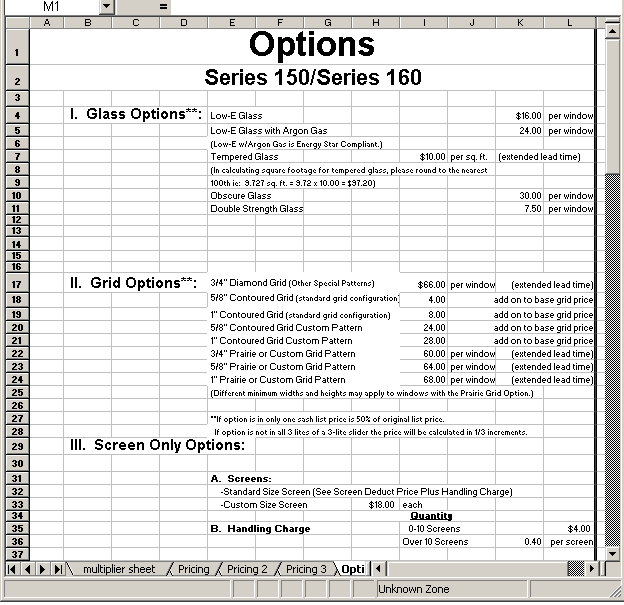 M1 =
A B C D E F G H I J K L
1 Options
2 Series 150/Series 160
3
4 I. Glass Options**: Low-E Glass $16.00 per window
5 Low-E Glass with Argon Gas 24.00 per window
6 (Low-E w/Argon Gas is Energy Star Compliant.)
7 Tempered Glass $10.00 per sq. ft. (extended lead time)
8 (In calculating square footage for tempered glass, please round to the nearest
9 100th ie: 9.727 sq. ft. = 9.72 x 10.00 = $97.20)
10 Obscure Glass 30.00 per window
11 Double Strength Glass 7.50 per window
12
13
14
15
16
17 II. Grid Options**: 3/4" Diamond Grid (Other Special Patterns) $66.00 per window (extended lead time)
18 5/8" Contoured Grid (standard grid configuration) 4.00 add on to base grid price
19 1" Contoured Grid (standard grid configuration) 8.00 add on to base grid price
20 5/8" Contoured Grid Custom Pattern 24.00 add on to base grid price
21 1" Contoured Grid Custom Pattern 28.00 add on to base grid price
22 3/4" Prairie or Custom Grid Pattern 60.00 per window (extended lead time)
23 5/8" Prairie or Custom Grid Pattern 64.00 per window (extended lead time)
24 1" Prairie or Custom Grid Pattern 68.00 per window (extended lead time)
25 (Different minimum widths and heights may apply to windows with the Prairie Grid Option.)
26
27 **If option is in only one sash list price is 50% of original list price.
28 If option is not in all 3 lites of a 3-lite slider the price will be calculated in 1/3 increments.
29 III. Screen Only Options:
30
31 A. Screens:
32 -Standard Size Screen (See Screen Deduct Price Plus Handling Charge)
33 -Custom Size Screen $18.00 each
34 Quantity
35 B. Handling Charge 0-10 Screens $4.00
36 Over 10 Screens 0.40 per screen
37
multiplier sheet Pricing Pricing 2 Pricing 3 Opti
Unknown Zone